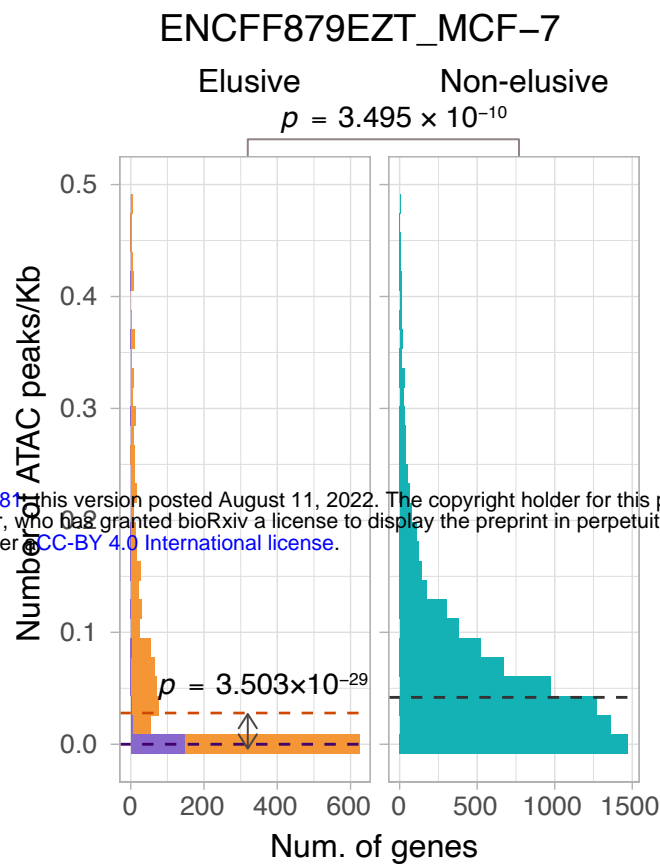 ENCFF879EZT_MCF−7
Elusive Non-elusive
p = 3.495 × 10−10
Number of ATAC peaks/Kb
0.5
0.4
0.3
0.2
0.1
0.0
81; this version posted August 11, 2022. The copyright holder for this p
r, who has granted bioRxiv a license to display the preprint in perpetuit
er aCC-BY 4.0 International license.
p = 3.503×10−29
0 200 400 600 0 500 1000 1500
Num. of genes